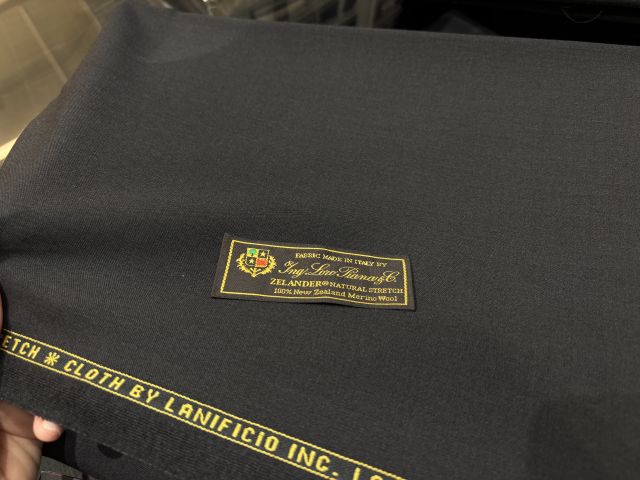 FABRIC MADE IN ITALY BY
Ing. Loro Piana & C.
ZELANDER® NATURAL STRETCH
100% New Zealand Merino Wool
ETCH * CLOTH BY LANIFICIO INC. LO